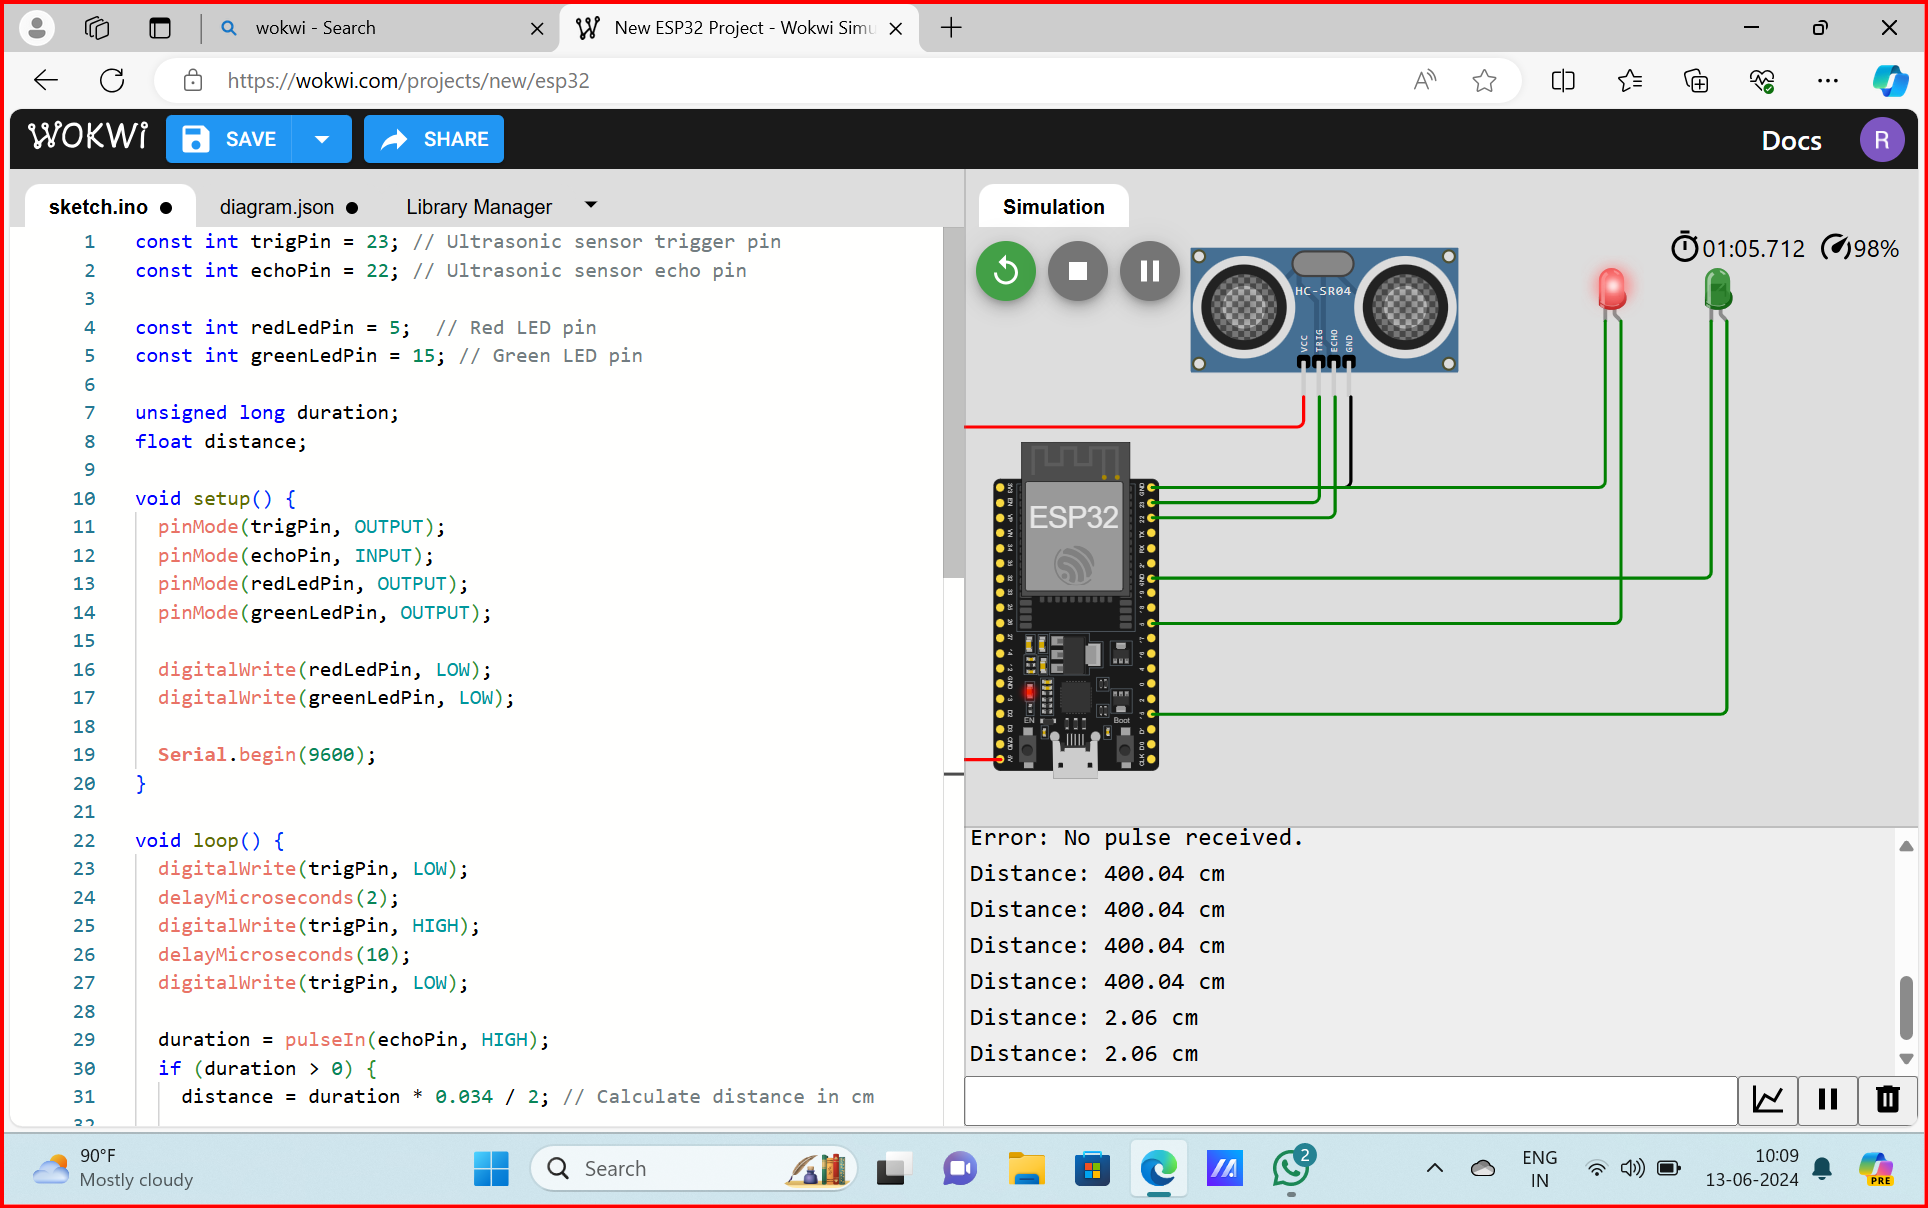 wokwi - Search
New ESP32 Project - Wokwi Simu
https://wokwi.com/projects/new/esp32
WOKWi
SAVE
SHARE
Docs
R
sketch.ino
diagram.json
Library Manager
1 const int trigPin = 23; // Ultrasonic sensor trigger pin
2 const int echoPin = 22; // Ultrasonic sensor echo pin
3
4 const int redLedPin = 5;  // Red LED pin
5 const int greenLedPin = 15; // Green LED pin
6
7 unsigned long duration;
8 float distance;
9
10 void setup() {
11   pinMode(trigPin, OUTPUT);
12   pinMode(echoPin, INPUT);
13   pinMode(redLedPin, OUTPUT);
14   pinMode(greenLedPin, OUTPUT);
15
16   digitalWrite(redLedPin, LOW);
17   digitalWrite(greenLedPin, LOW);
18
19   Serial.begin(9600);
20 }
21
22 void loop() {
23   digitalWrite(trigPin, LOW);
24   delayMicroseconds(2);
25   digitalWrite(trigPin, HIGH);
26   delayMicroseconds(10);
27   digitalWrite(trigPin, LOW);
28
29   duration = pulseIn(echoPin, HIGH);
30   if (duration > 0) {
31     distance = duration * 0.034 / 2; // Calculate distance in cm
32
Simulation
01:05.712
98%
HC-SR04
VCC
TRIG
ECHO
GND
ESP32
EN
Boot
Error: No pulse received.
Distance: 400.04 cm
Distance: 400.04 cm
Distance: 400.04 cm
Distance: 400.04 cm
Distance: 2.06 cm
Distance: 2.06 cm
90°F
Mostly cloudy
Search
2
ENG
IN
10:09
13-06-2024
PRE